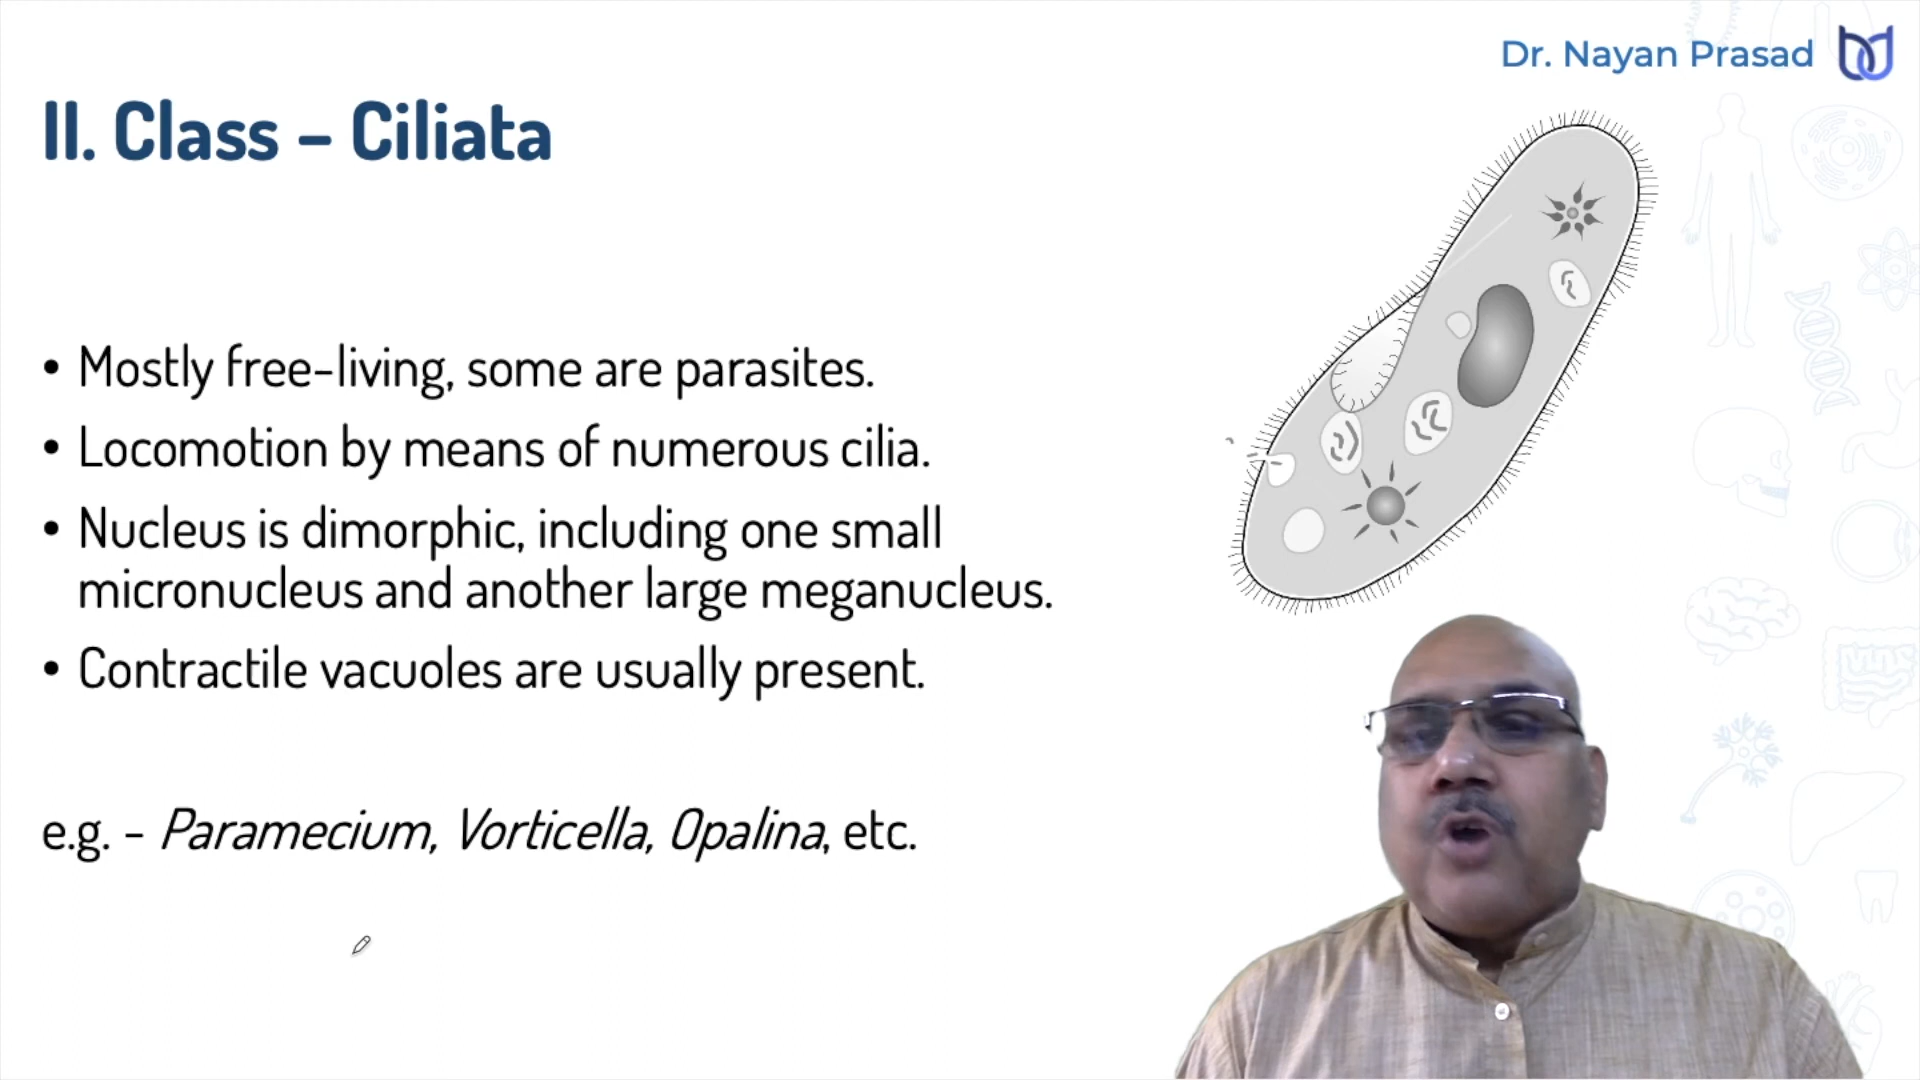 Dr. Nayan Prasad
II. Class – Ciliata
• Mostly free-living, some are parasites.
• Locomotion by means of numerous cilia.
• Nucleus is dimorphic, including one small
micronucleus and another large meganucleus.
• Contractile vacuoles are usually present.
e.g. - Paramecium, Vorticella, Opalina, etc.